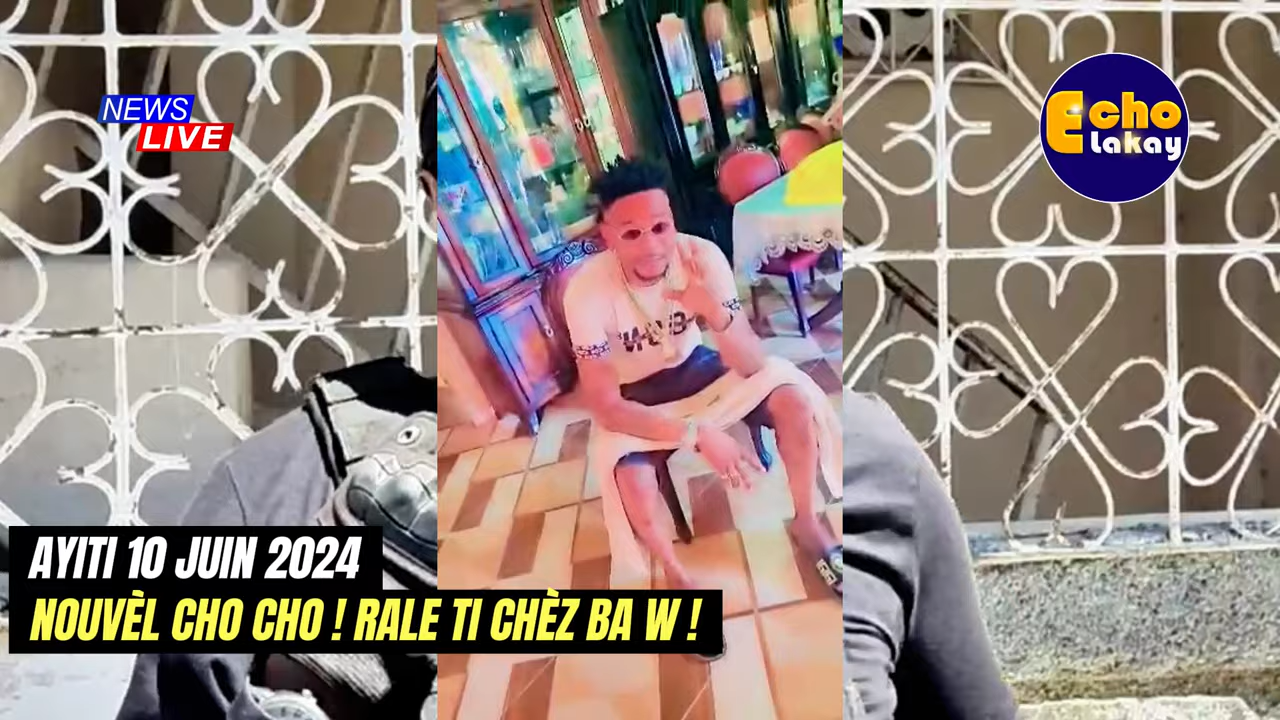 NEWS
LIVE
Echo
Lakay
AYITI 10 JUIN 2024
NOUVÈL CHO CHO ! RALE TI CHÈZ BA W !